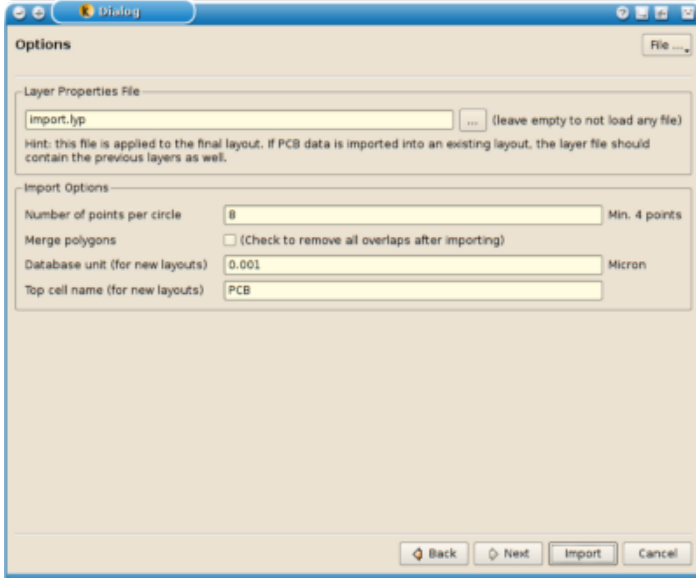 Dialog
Options
File ...
Layer Properties File
import.lyp
... (leave empty to not load any file)
Hint: this file is applied to the final layout. If PCB data is imported into an existing layout, the layer file should
contain the previous layers as well.
Import Options
Number of points per circle 8 Min. 4 points
Merge polygons (Check to remove all overlaps after importing)
Database unit (for new layouts) 0.001 Micron
Top cell name (for new layouts) PCB
Back Next Import Cancel